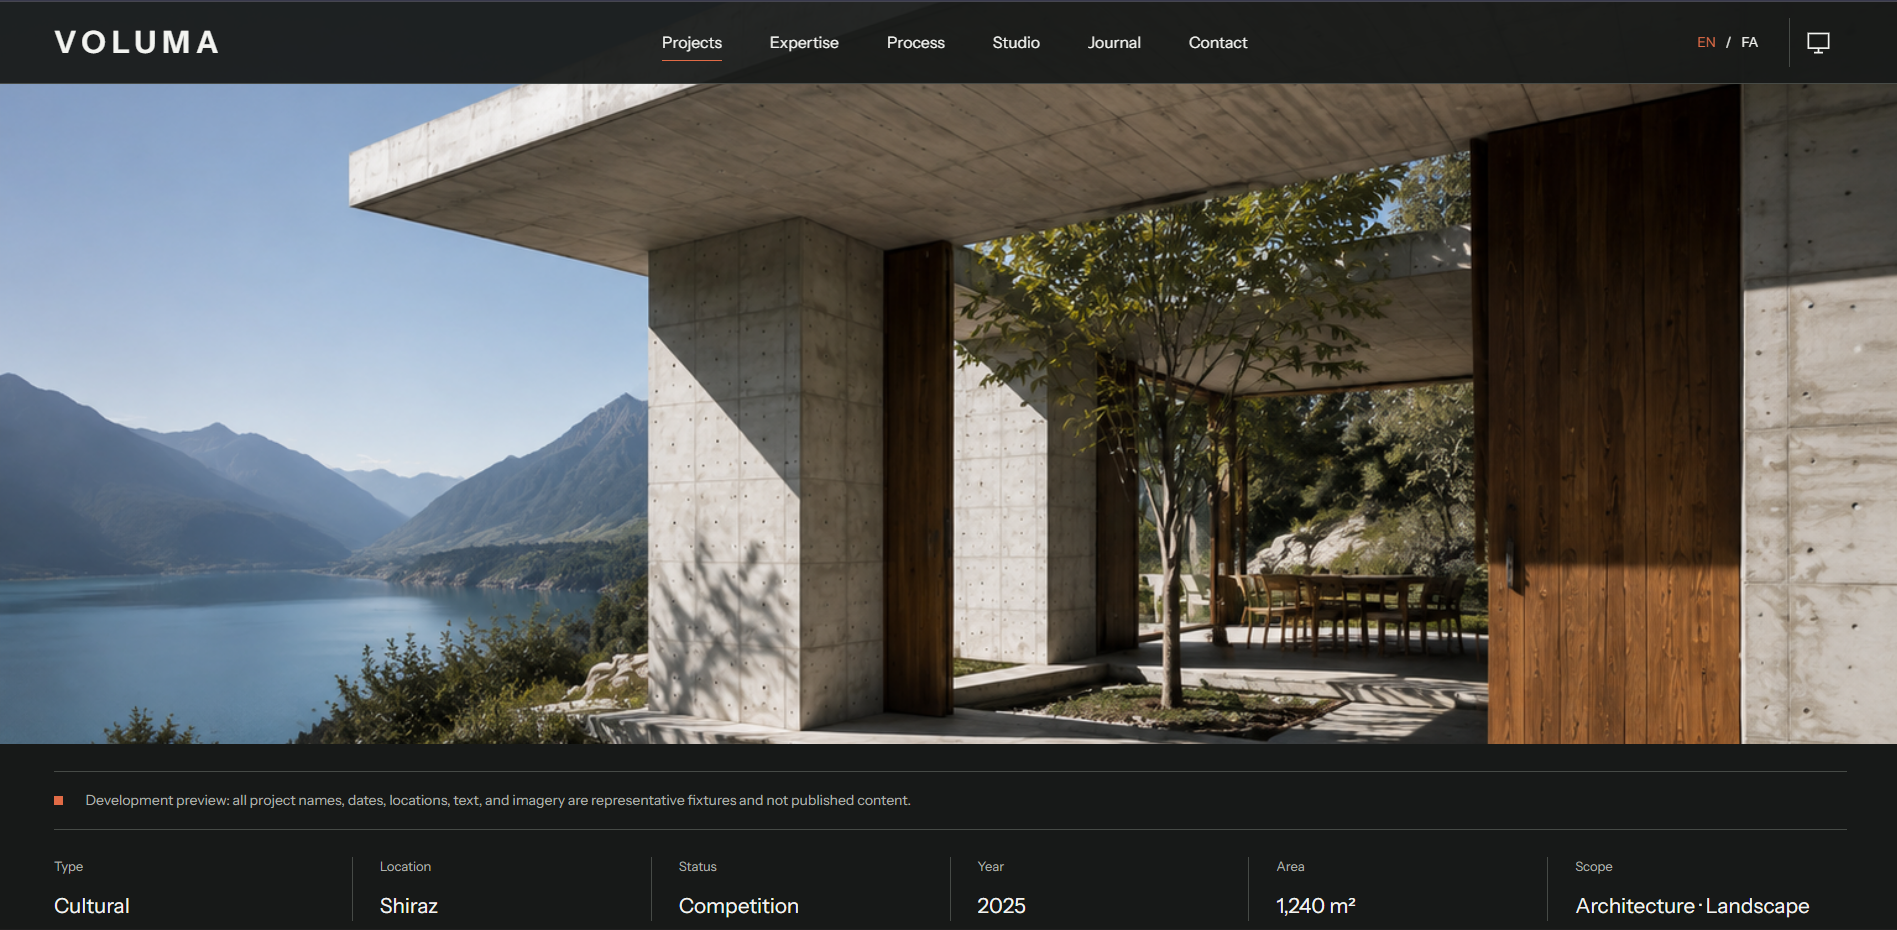 VOLUMA
Projects Expertise Process Studio Journal Contact
EN / FA
Development preview: all project names, dates, locations, text, and imagery are representative fixtures and not published content.
Type Location Status Year Area Scope
Cultural Shiraz Competition 2025 1,240 m² Architecture · Landscape